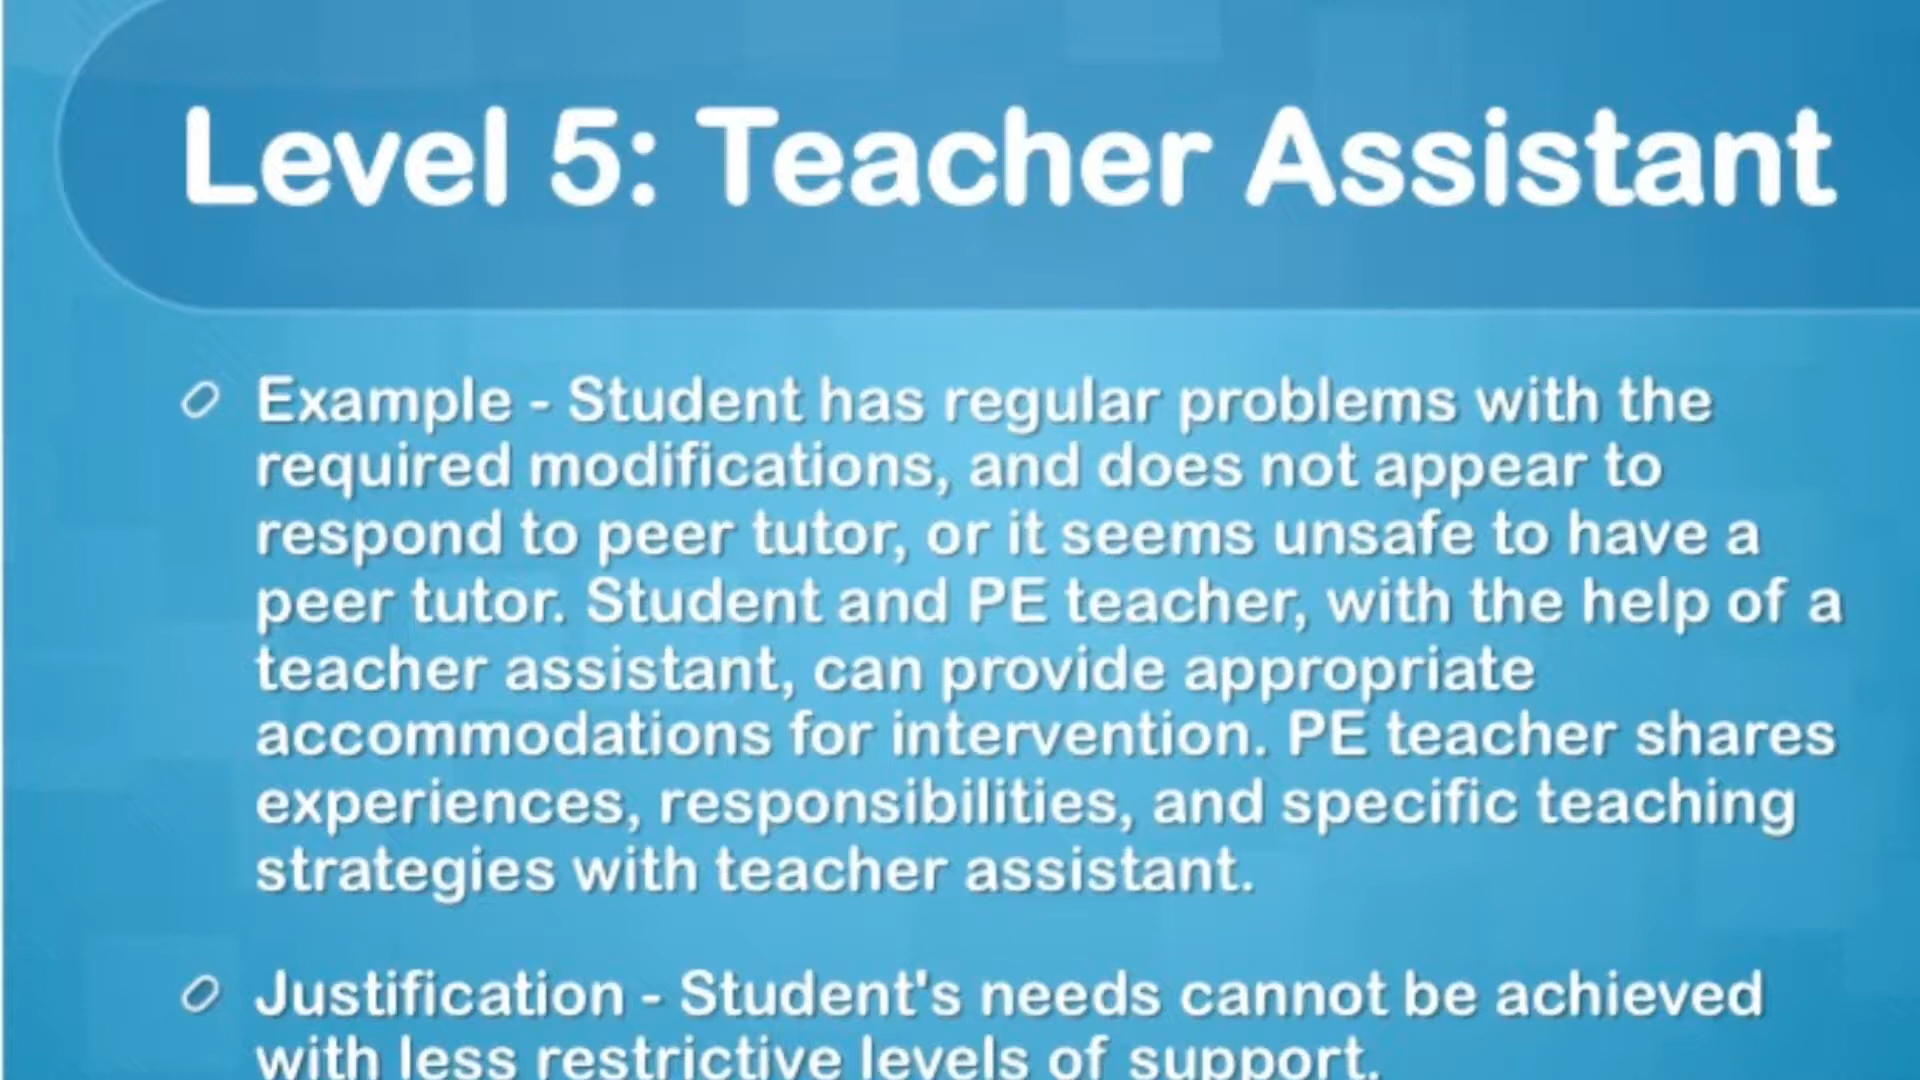 Level 5: Teacher Assistant
Example - Student has regular problems with the
required modifications, and does not appear to
respond to peer tutor, or it seems unsafe to have a
peer tutor. Student and PE teacher, with the help of a
teacher assistant, can provide appropriate
accommodations for intervention. PE teacher shares
experiences, responsibilities, and specific teaching
strategies with teacher assistant.
Justification - Student's needs cannot be achieved
with less restrictive levels of support.